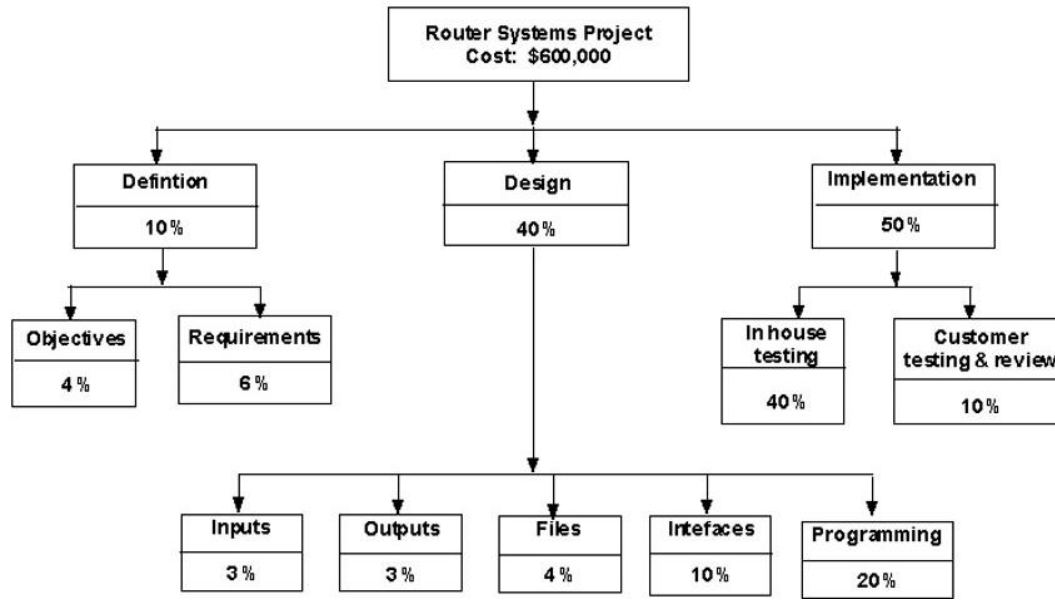 Router Systems Project
Cost: $600,000
Defintion
10%
Design
40%
Implementation
50%
Objectives
4%
Requirements
6%
In house
testing
40%
Customer
testing & review
10%
Inputs
3%
Outputs
3%
Files
4%
Intefaces
10%
Programming
20%